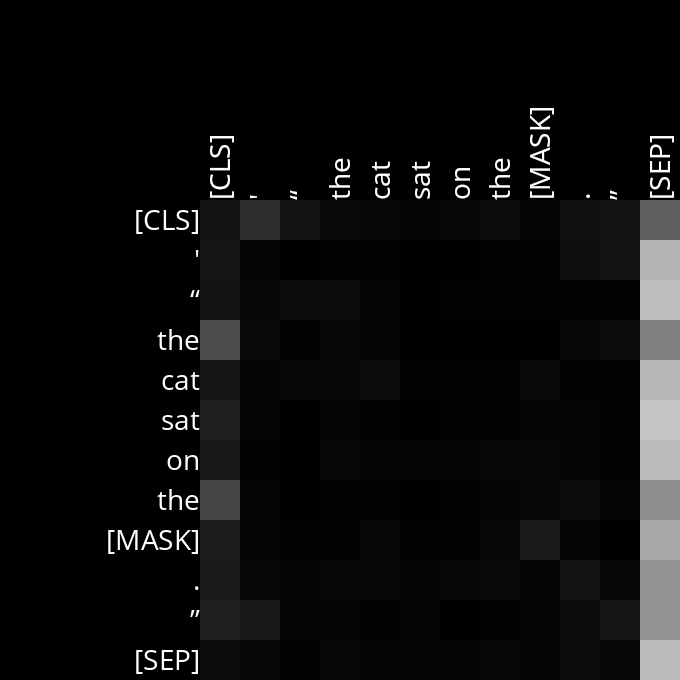 [CLS] ' “ the cat sat on the [MASK] . ” [SEP]
[CLS]
'
“
the
cat
sat
on
the
[MASK]
.
”
[SEP]